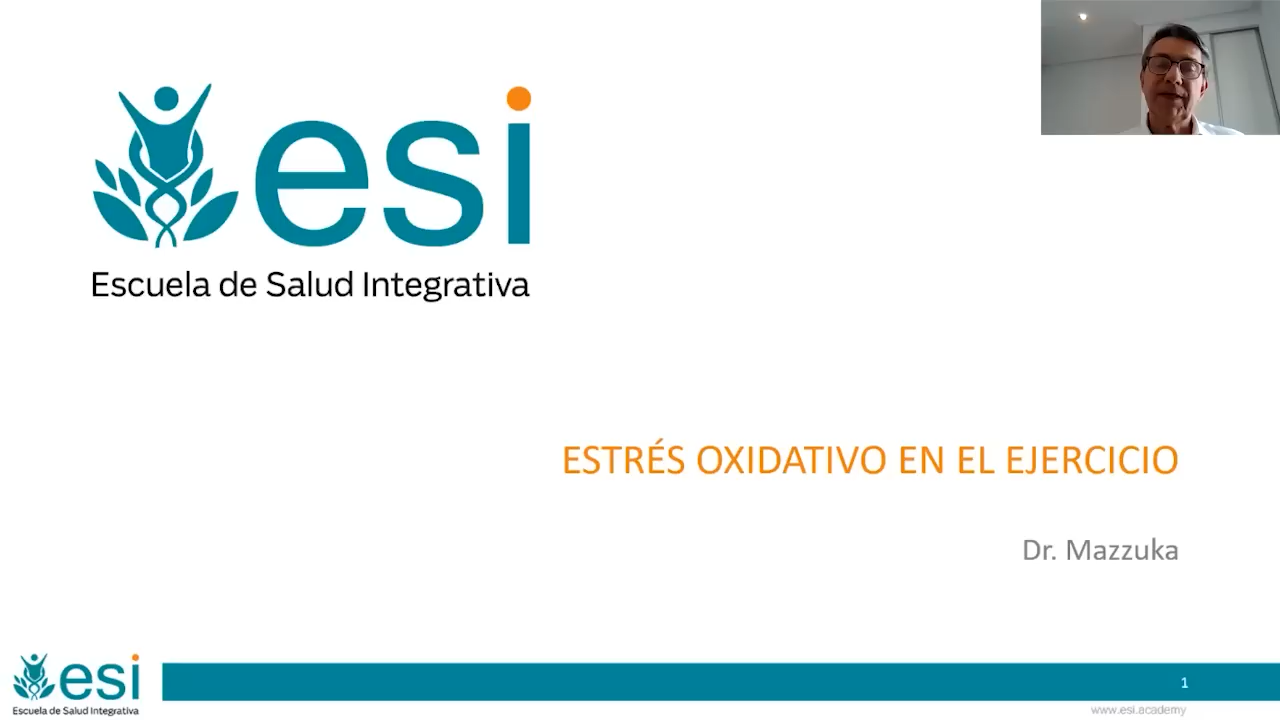 esi
Escuela de Salud Integrativa
ESTRÉS OXIDATIVO EN EL EJERCICIO
Dr. Mazzuka
esi
Escuela de Salud Integrativa
1
www.esi.academy